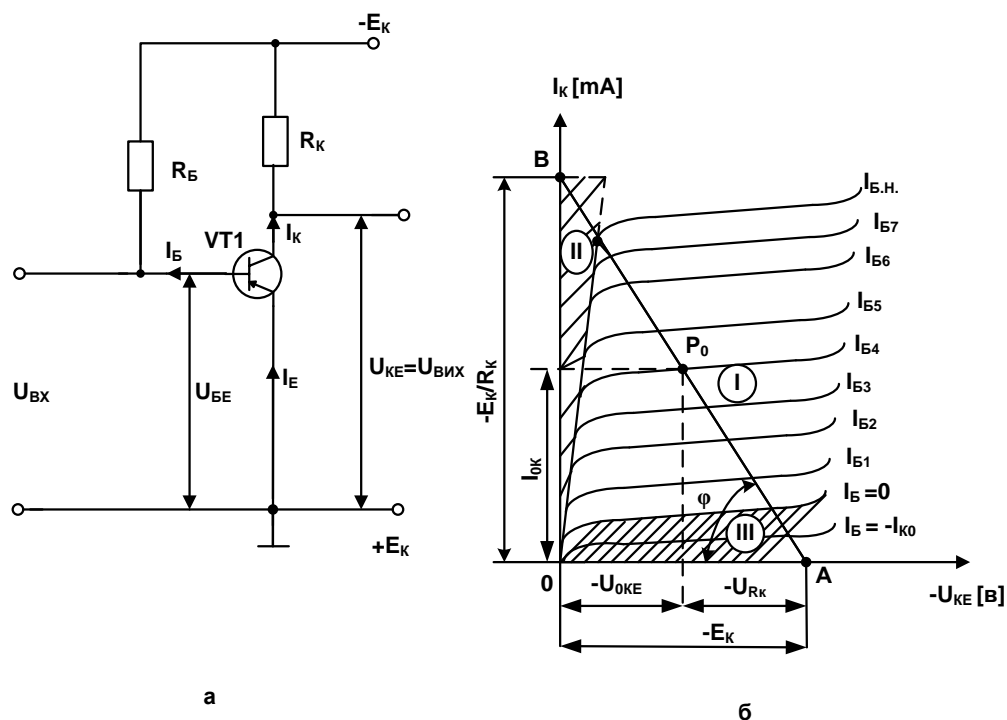 -Eк
Rк
RБ
IБ
VT1
Iк
UВХ
UБЕ
IЕ
UКЕ=UВИХ
+Eк
а
Iк [mA]
B
IБ.Н.
IБ7
II
IБ6
IБ5
P0
IБ4
I
-Eк/Rк
IБ3
I0К
IБ2
IБ1
φ
IБ =0
III
IБ = -IК0
0
A
-U0КЕ
-URк
-UКЕ [в]
-Eк
б